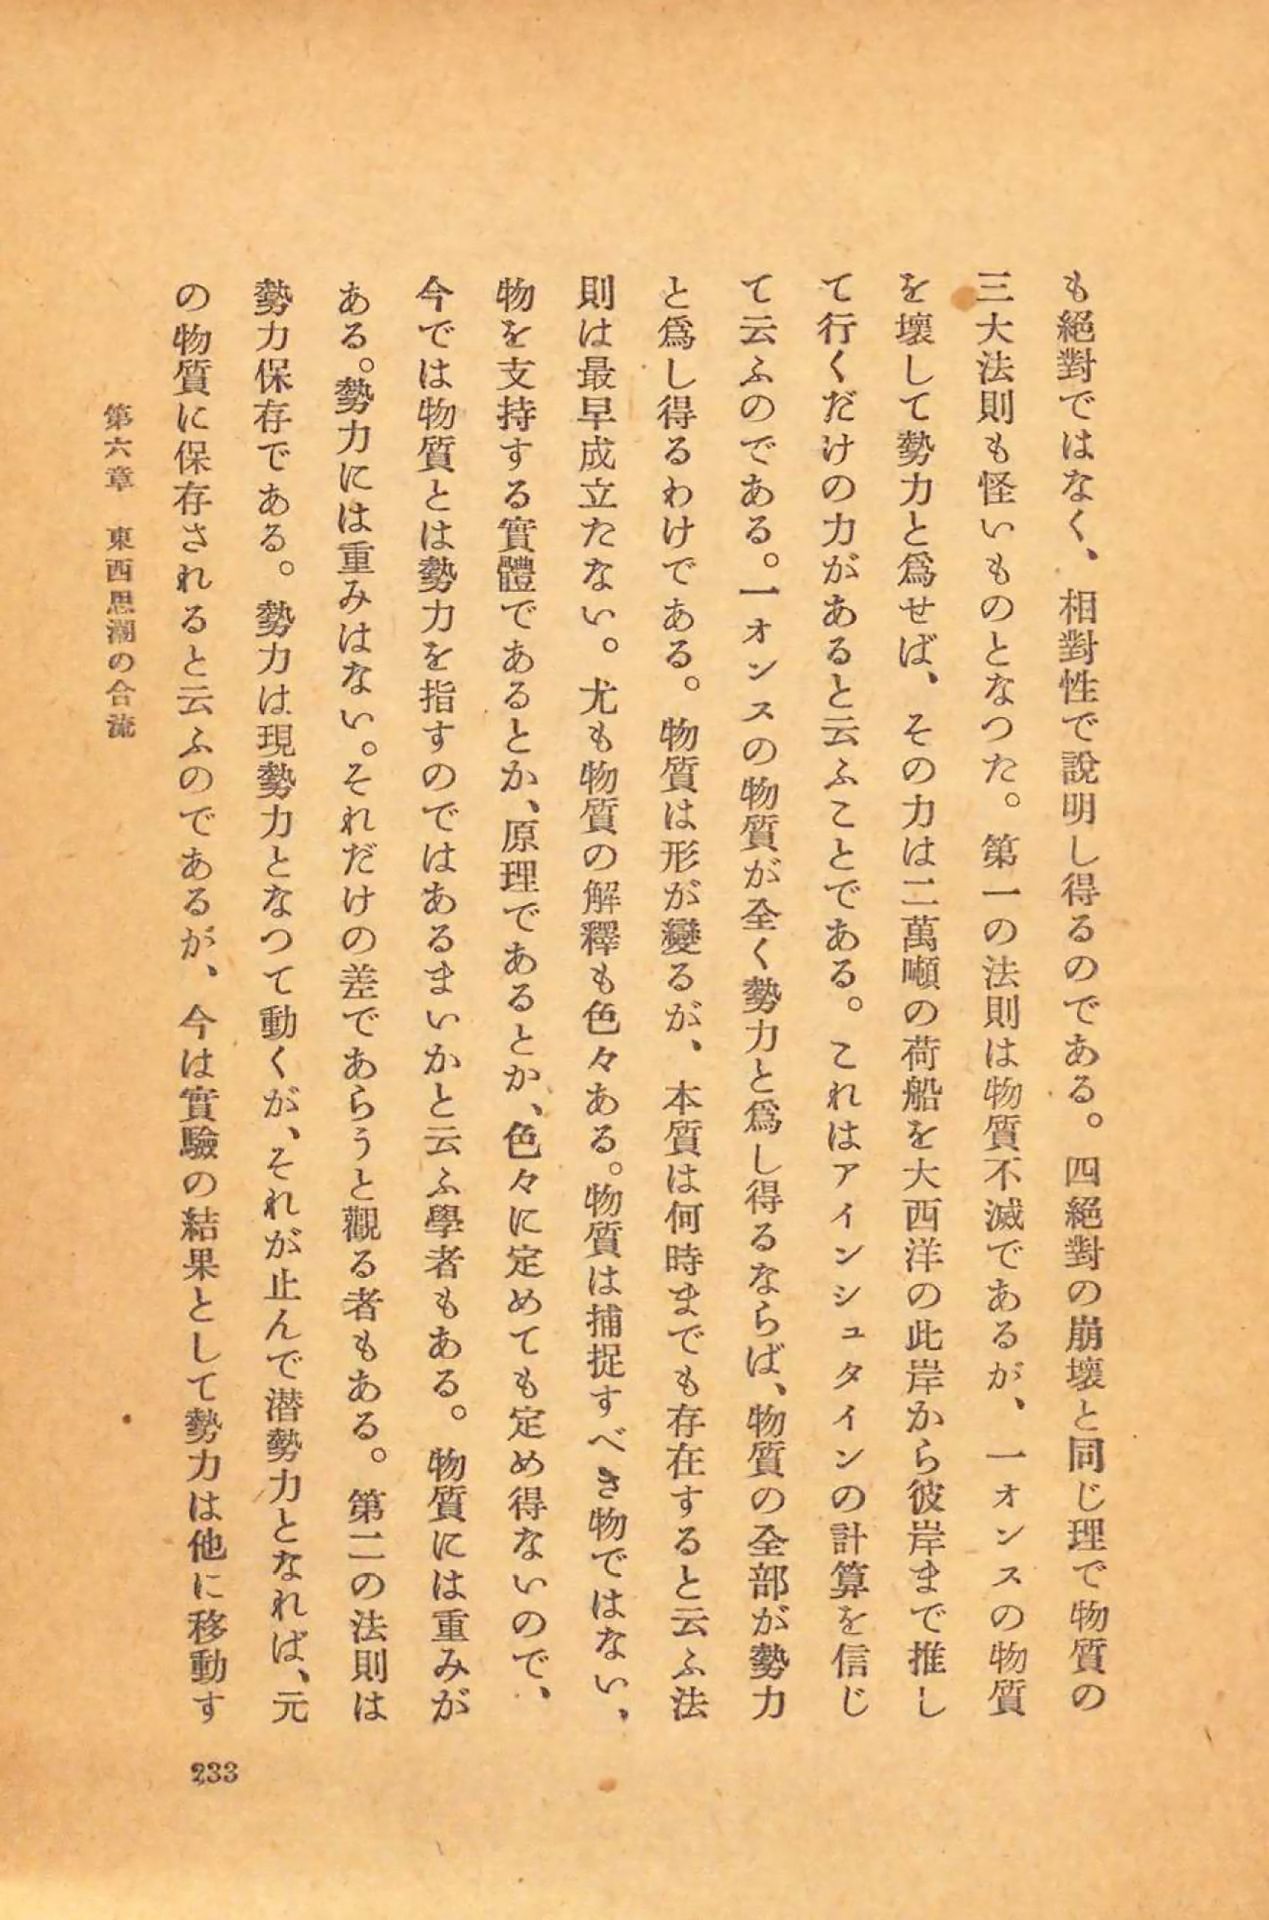 も絕對ではなく、相對性で說明し得るのである。四絕對の崩壞と同じ理で物質の
三大法則も怪いものとなつた。第一の法則は物質不滅であるが、一オンスの物質
を壞して勢力と爲せば、その力は二萬噸の荷船を大西洋の此岸から彼岸まで推し
て行くだけの力があると云ふことである。これはアインシュタインの計算を信じ
て云ふのである。一オンスの物質が全く勢力と爲し得るならば、物質の全部が勢力
と爲し得るわけである。物質は形が變るが、本質は何時までも存在すると云ふ法
則は最早成立たない。尤も物質の解釋も色々ある。物質は捕捉すべき物ではない、
物を支持する實體であるとか、原理であるとか、色々に定めても定め得ないので、
今では物質とは勢力を指すのではあるまいかと云ふ學者もある。物質には重みが
ある。勢力には重みはない。それだけの差であらうと觀る者もある。第二の法則は
勢力保存である。勢力は現勢力となつて動くが、それが止んで潜勢力となれば、元
の物質に保存されると云ふのであるが、今は實驗の結果として勢力は他に移動す
第六章 東西思潮の合流
233